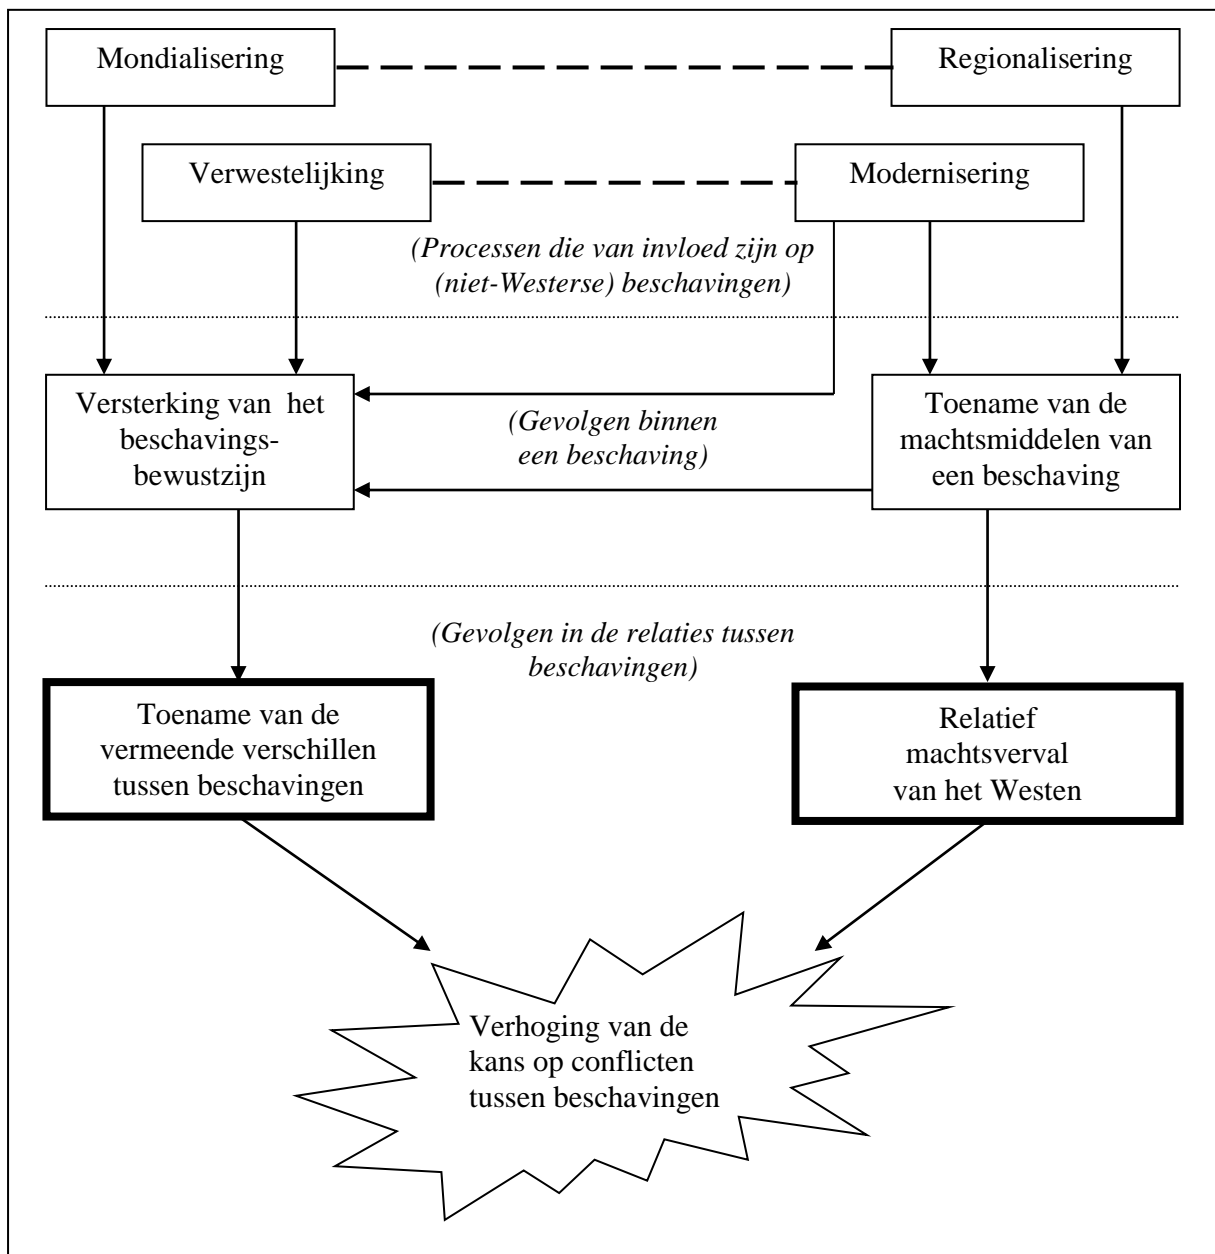 Mondialisering
Regionalisering
Verwestelijking
Modernisering
(Processen die van invloed zijn op
(niet-Westerse) beschavingen)
Versterking van het
beschavings-
bewustzijn
(Gevolgen binnen
een beschaving)
Toename van de
machtsmiddelen van
een beschaving
(Gevolgen in de relaties tussen
beschavingen)
Toename van de
vermeende verschillen
tussen beschavingen
Relatief
machtsverval
van het Westen
Verhoging van de
kans op conflicten
tussen beschavingen